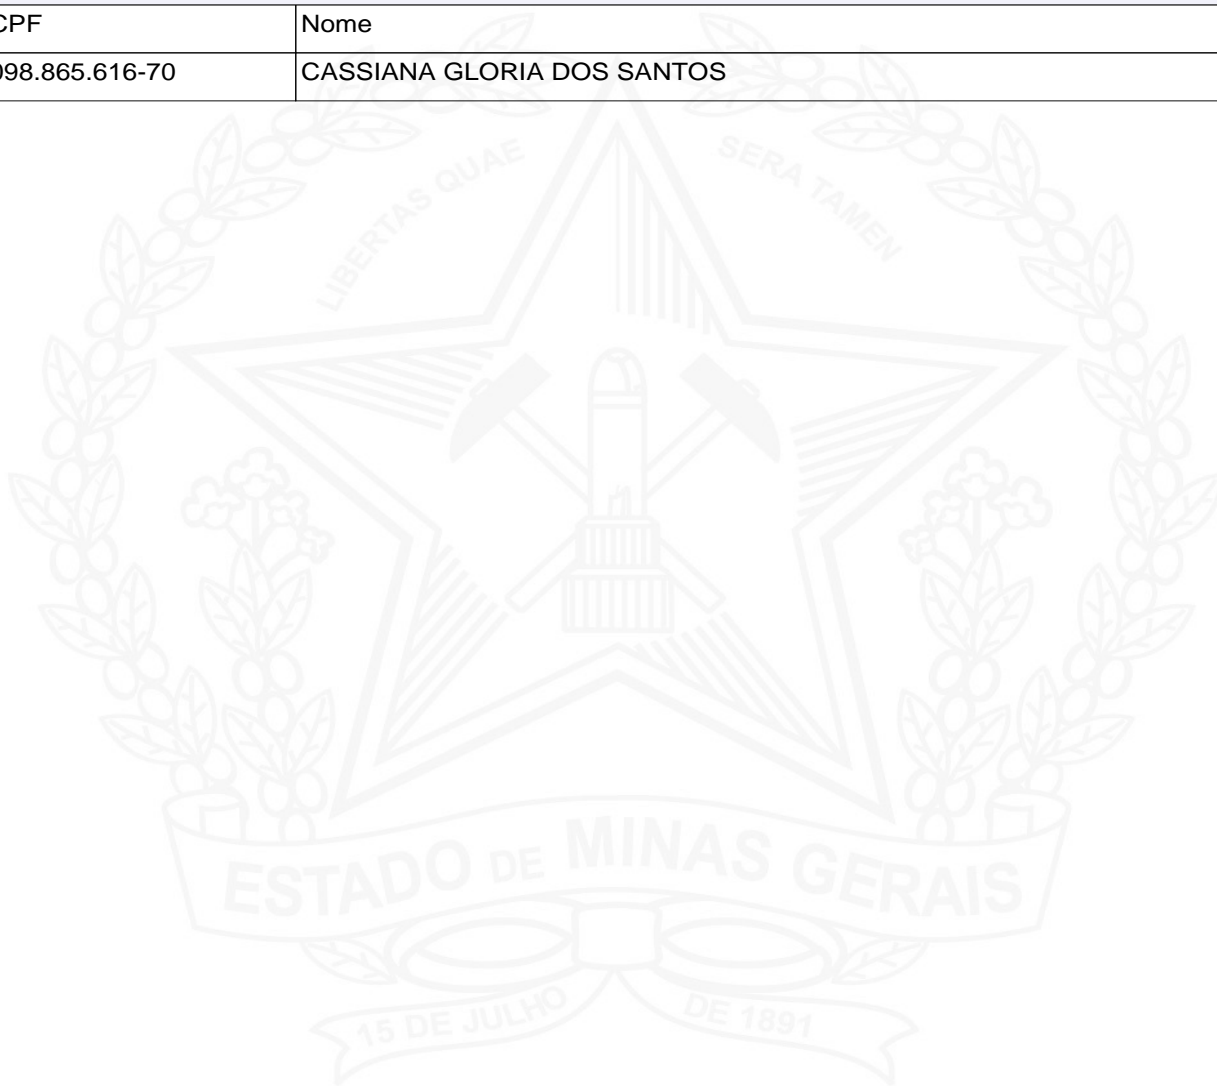 CPF Nome
098.865.616-70 CASSIANA GLORIA DOS SANTOS
LIBERTAS QUAE SERA TAMEN
ESTADO DE MINAS GERAIS
15 DE JULHO DE 1891